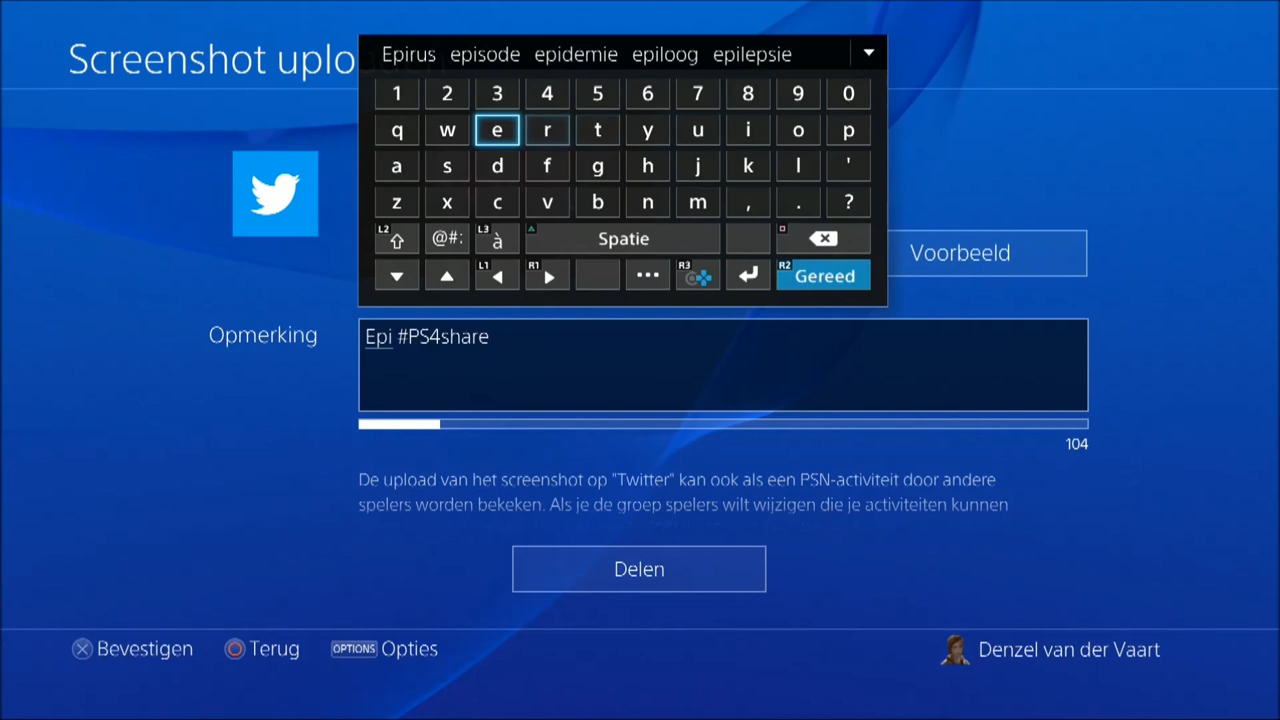 Screenshot uplo
Epirus episode epidemie epiloog epilepsie
1 2 3 4 5 6 7 8 9 0
q w e r t y u i o p
a s d f g h j k l '
z x c v b n m , . ?
L2 @#: L3 à Spatie
L1 R1 ... R3 R2 Gereed
Voorbeeld
Opmerking
Epi #PS4share
104
De upload van het screenshot op "Twitter" kan ook als een PSN-activiteit door andere
spelers worden bekeken. Als je de groep spelers wilt wijzigen die je activiteiten kunnen
Delen
Bevestigen Terug OPTIONS Opties
Denzel van der Vaart